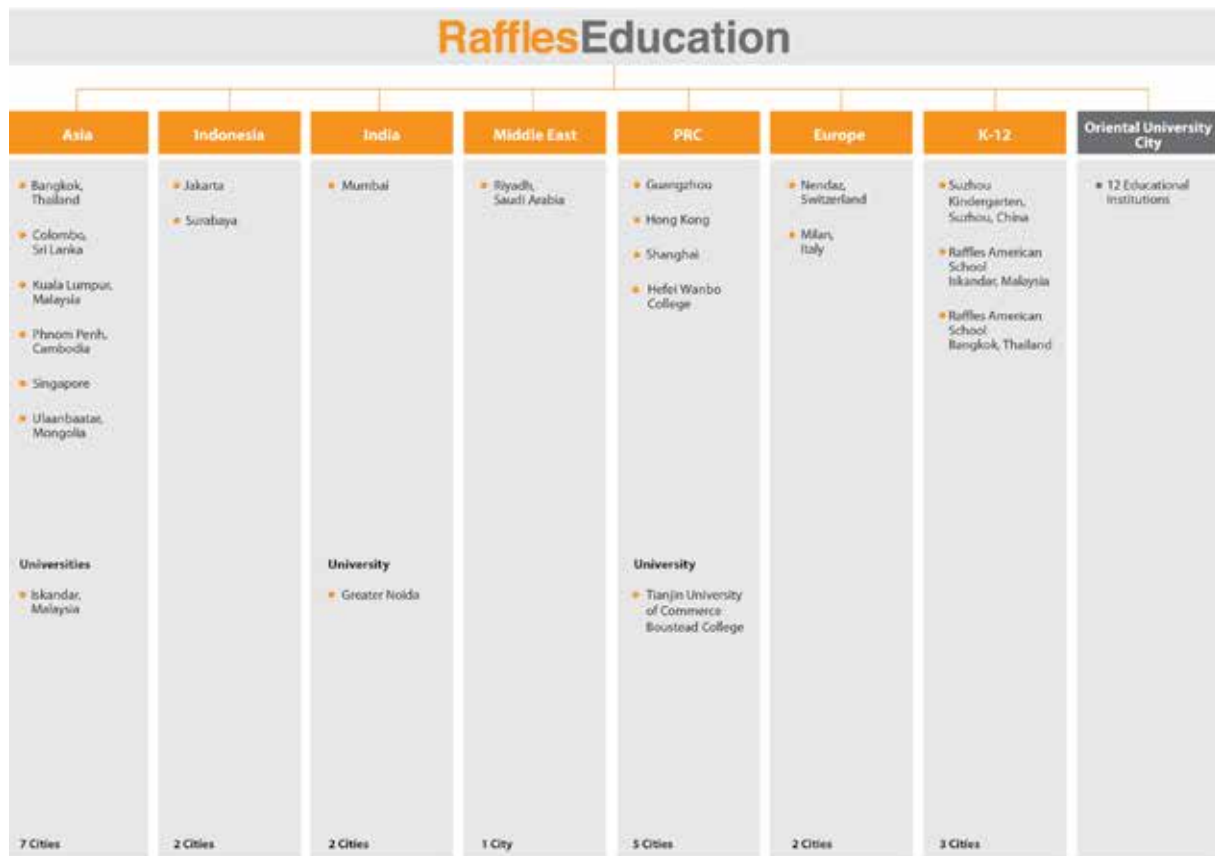 RafflesEducation
Asia
Bangkok,
Thailand
Colombo,
Sri Lanka
Kuala Lumpur,
Malaysia
Phnom Penh,
Cambodia
Singapore
Ulaanbaatar,
Mongolia
Universities
Iskandar,
Malaysia
7 Cities
Indonesia
Jakarta
Surabaya
2 Cities
India
Mumbai
University
Greater Noida
2 Cities
Middle East
Riyadh,
Saudi Arabia
1 City
PRC
Guangzhou
Hong Kong
Shanghai
Hefei Wanbo
College
University
Tianjin University
of Commerce
Boustead College
5 Cities
Europe
Nendaz,
Switzerland
Milan,
Italy
2 Cities
K-12
Suzhou
Kindergarten,
Suzhou, China
Raffles American
School
Iskandar, Malaysia
Raffles American
School
Bangkok, Thailand
3 Cities
Oriental University
City
12 Educational
Institutions